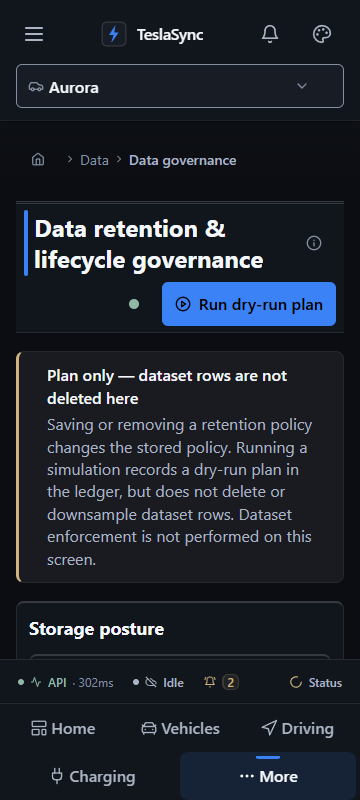 TeslaSync
Aurora
Data
Data governance
Data retention &
lifecycle governance
Run dry-run plan
Plan only — dataset rows are not
deleted here
Saving or removing a retention policy
changes the stored policy. Running a
simulation records a dry-run plan in
the ledger, but does not delete or
downsample dataset rows. Dataset
enforcement is not performed on this
screen.
Storage posture
API · 302ms
Idle
2
Status
Home
Vehicles
Driving
Charging
More